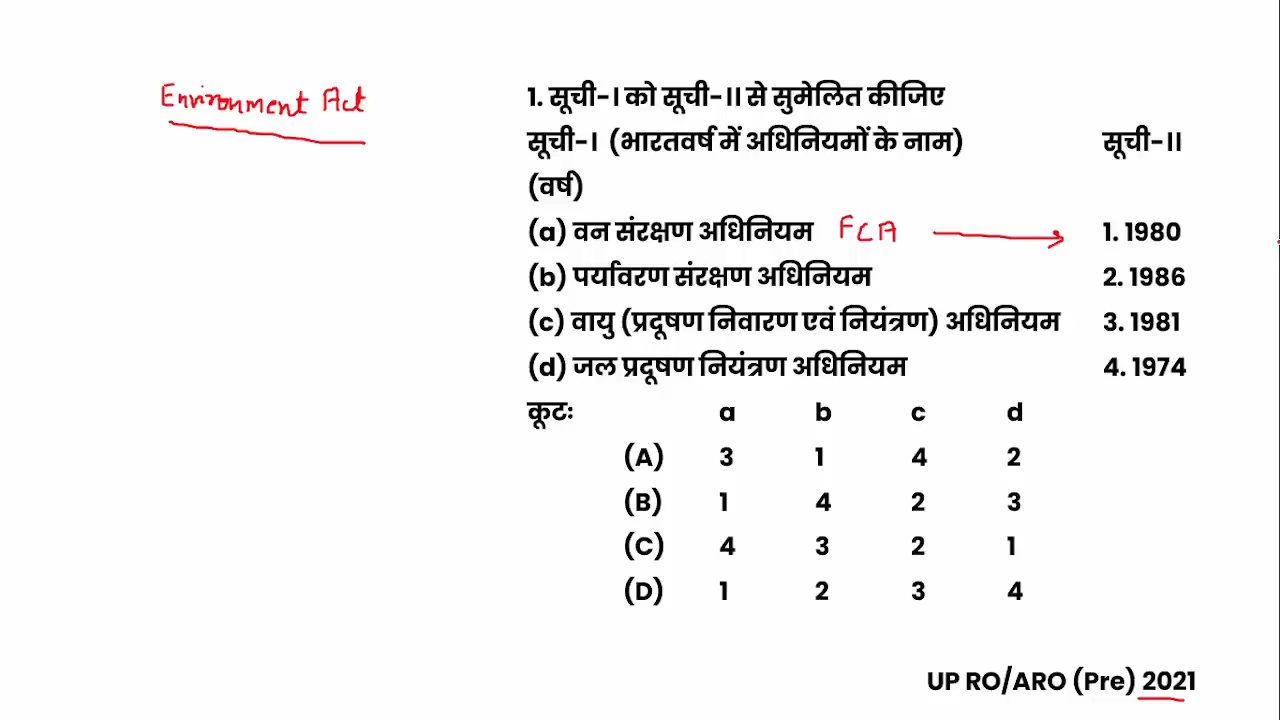 Environment Act
1. सूची-I को सूची-II से सुमेलित कीजिए
सूची-I (भारतवर्ष में अधिनियमों के नाम) सूची-II
(वर्ष)
(a) वन संरक्षण अधिनियम FCA 1. 1980
(b) पर्यावरण संरक्षण अधिनियम 2. 1986
(c) वायु (प्रदूषण निवारण एवं नियंत्रण) अधिनियम 3. 1981
(d) जल प्रदूषण नियंत्रण अधिनियम 4. 1974
कूटः a b c d
(A) 3 1 4 2
(B) 1 4 2 3
(C) 4 3 2 1
(D) 1 2 3 4
UP RO/ARO (Pre) 2021